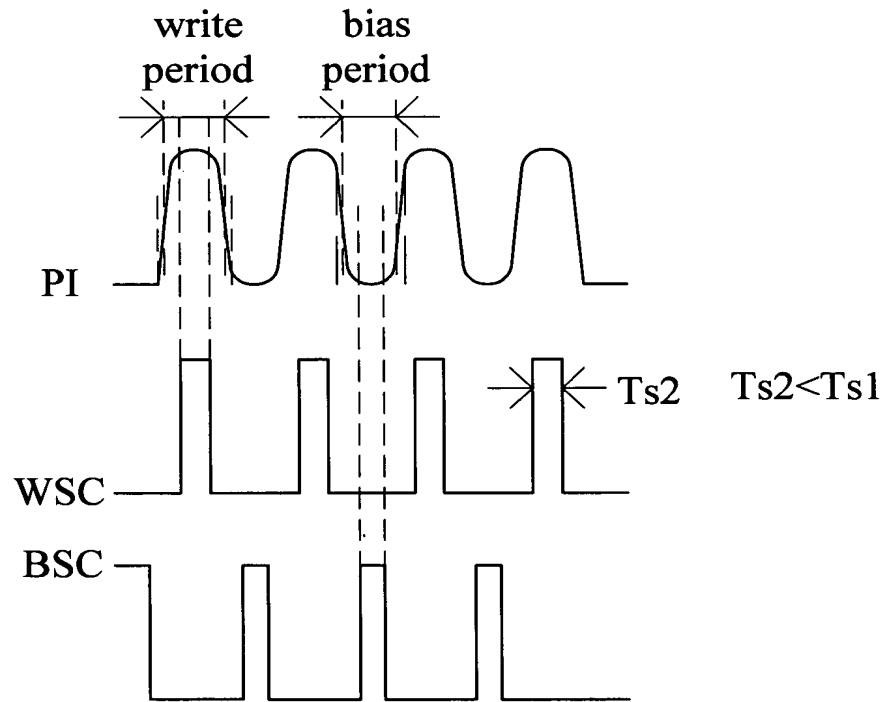 write period
bias period
PI
Ts2
Ts2<Ts1
WSC
BSC